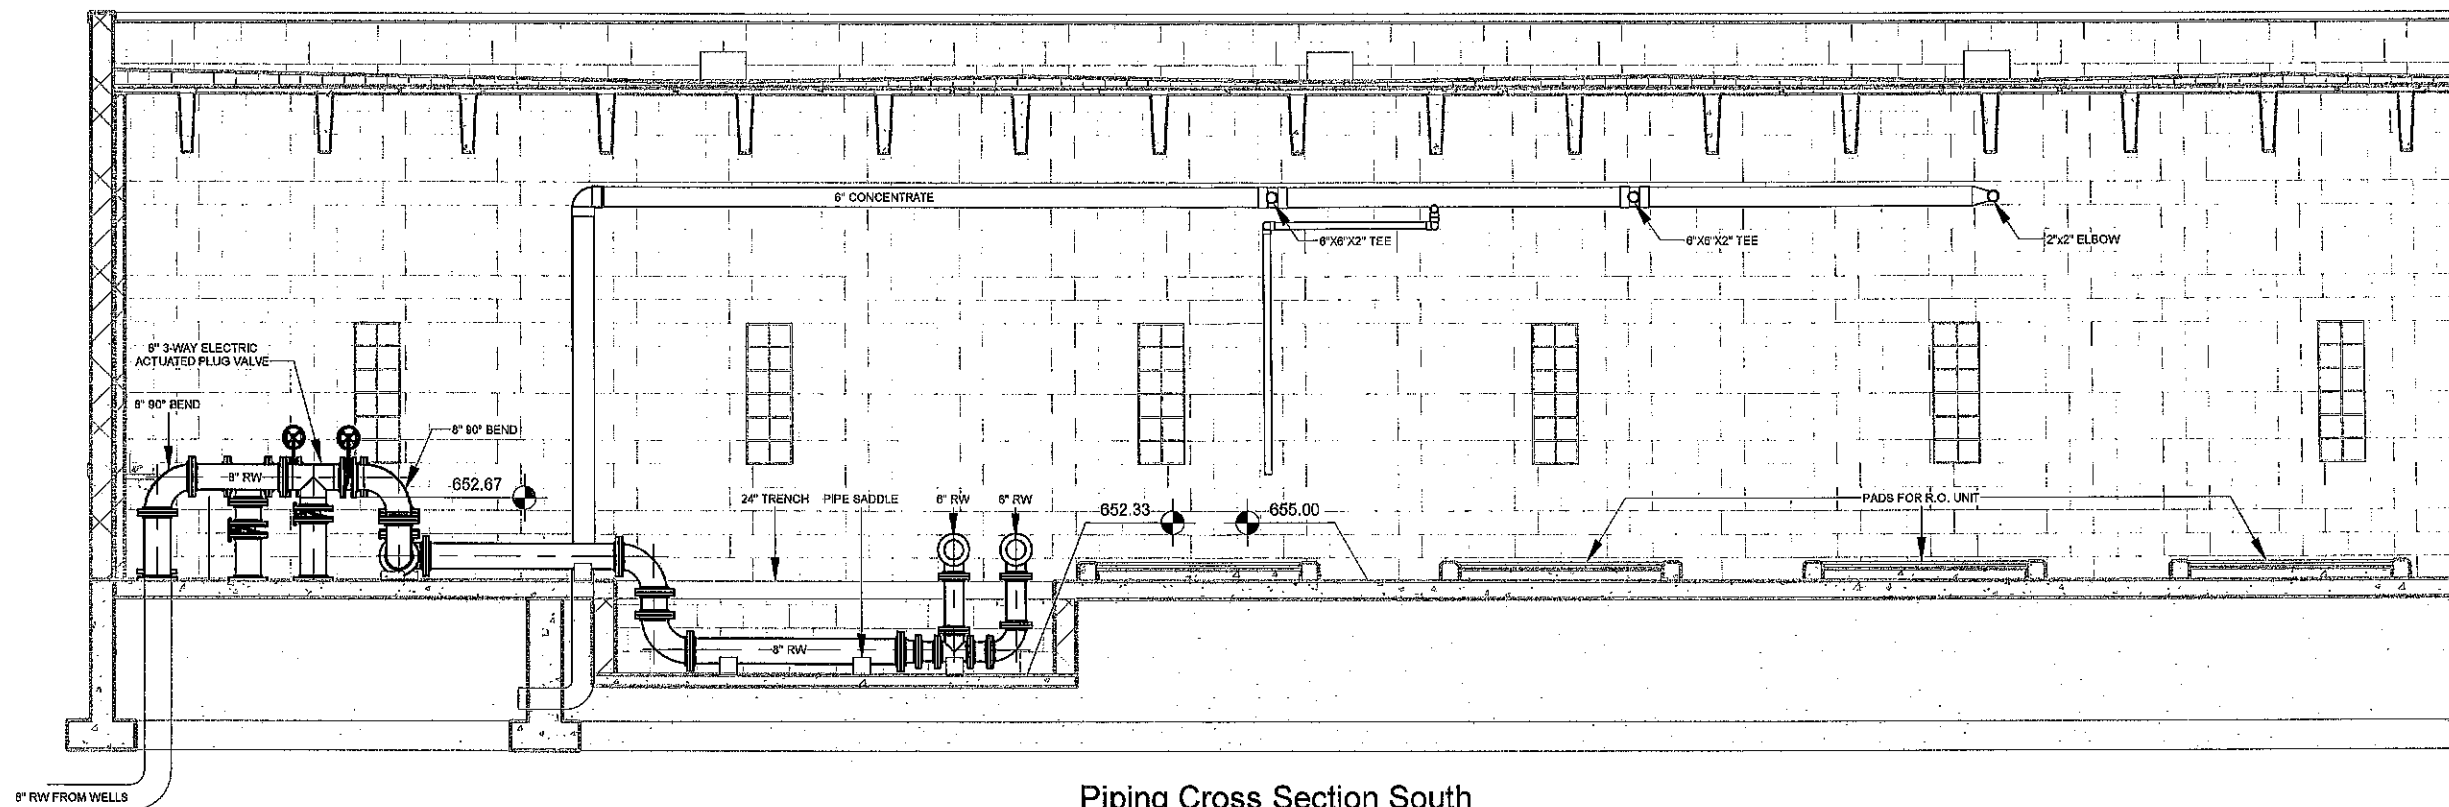 6" CONCENTRATE
6"X6"X2" TEE
6"X6"X2" TEE
2"x2" ELBOW
8" 3-WAY ELECTRIC
ACTUATED PLUG VALVE
8" 90° BEND
8" 90° BEND
8" RW
652.67
24" TRENCH
PIPE SADDLE
6" RW
6" RW
652.33
655.00
PADS FOR R.O. UNIT
8" RW
8" RW FROM WELLS
Piping Cross Section South